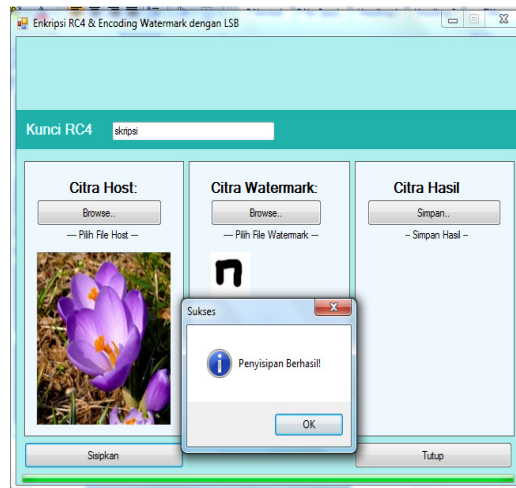 Enkripsi RC4 & Encoding Watermark dengan LSB
Kunci RC4 skripsi
Citra Host:
Browse..
---- Pilih File Host ---
Citra Watermark:
Browse..
---- Pilih File Watermark ---
Citra Hasil
Simpan..
-- Simpan Hasil --
n
Sukses
Penyisipan Berhasil!
OK
Sisipkan
Tutup